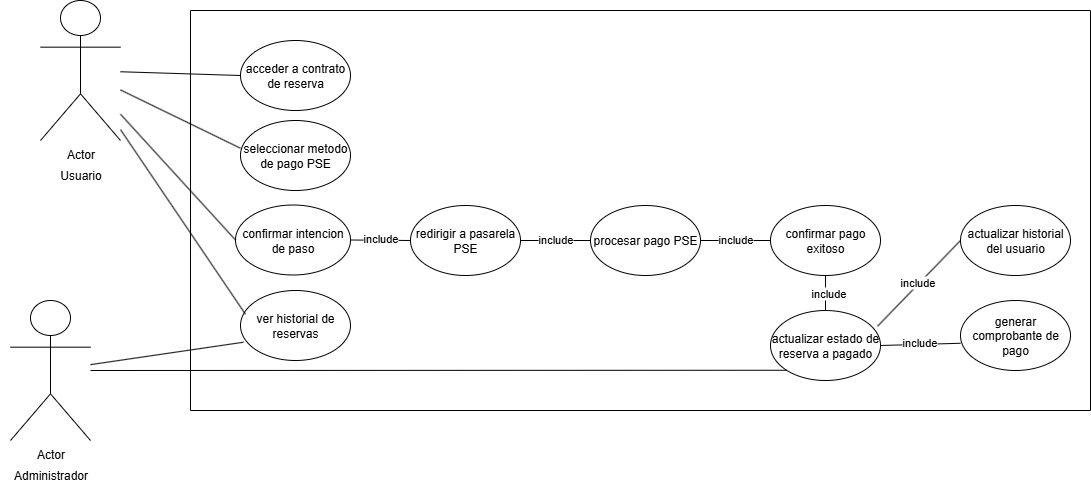 acceder a contrato
de reserva
Actor
Usuario
seleccionar metodo
de pago PSE
confirmar intencion
de paso
include
redirigir a pasarela
PSE
include
procesar pago PSE
include
confirmar pago
exitoso
actualizar historial
del usuario
include
include
ver historial de
reservas
actualizar estado de
reserva a pagado
include
generar
comprobante de
pago
Actor
Administrador